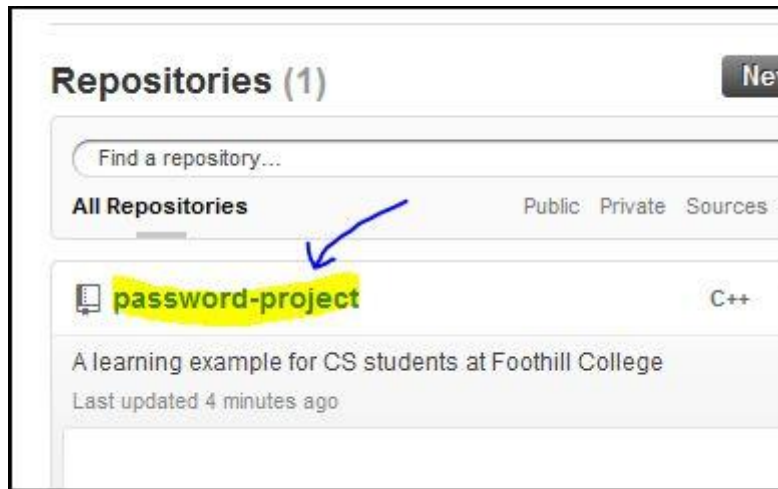 Repositories (1)
Find a repository...
All Repositories Public Private Sources
password-project C++
A learning example for CS students at Foothill College
Last updated 4 minutes ago